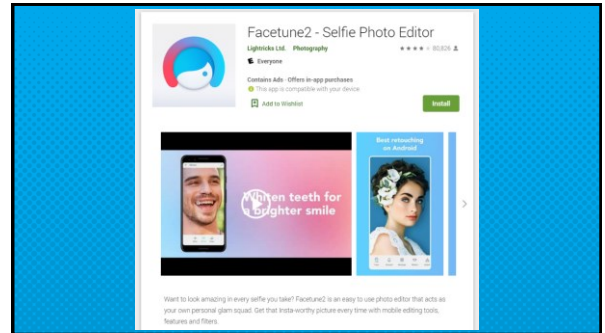 Facetune2 - Selfie Photo Editor
Lightricks Ltd. Photography 80,826
Everyone
Contains Ads · Offers in-app purchases
This app is compatible with your device.
Add to Wishlist Install
Whiten teeth for
a brighter smile
Best retouching
on Android
Want to look amazing in every selfie you take? Facetune2 is an easy to use photo editor that acts as
your own personal glam squad. Get that Insta-worthy picture every time with mobile editing tools,
features and filters.